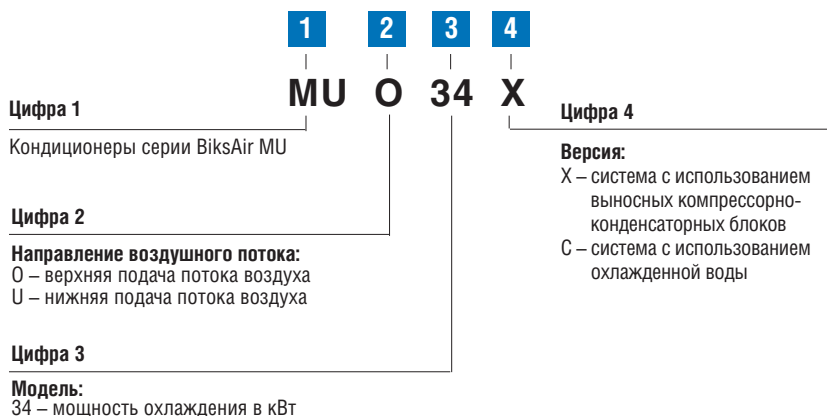 1 2 3 4
MU O 34 X
Цифра 1
Кондиционеры серии BiksAir MU
Цифра 2
Направление воздушного потока:
O – верхняя подача потока воздуха
U – нижняя подача потока воздуха
Цифра 3
Модель:
34 – мощность охлаждения в кВт
Цифра 4
Версия:
X – система с использованием
выносных компрессорно-
конденсаторных блоков
C – система с использованием
охлажденной воды